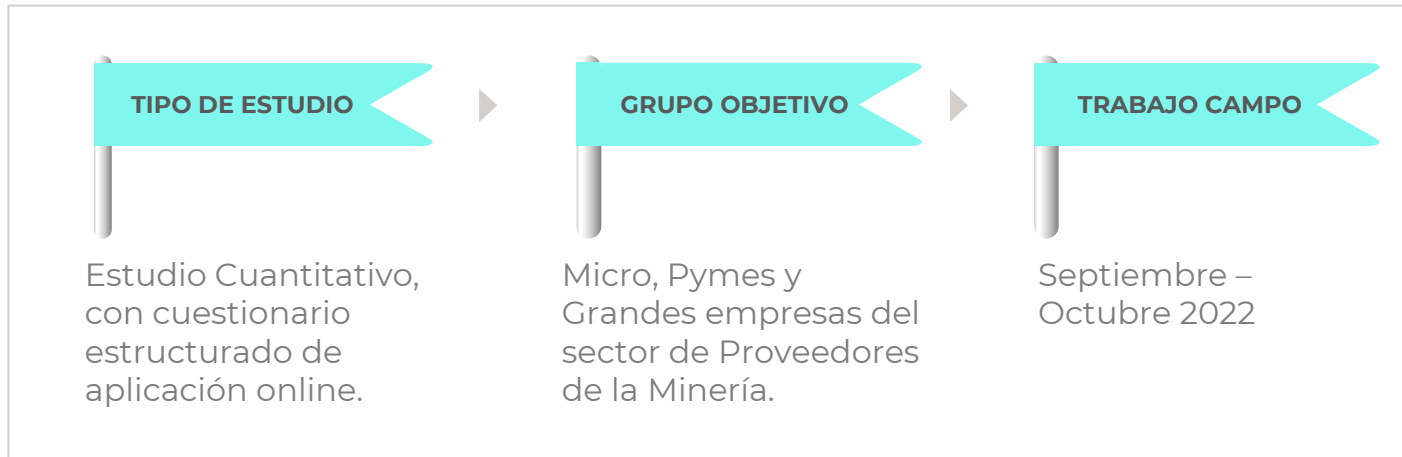 TIPO DE ESTUDIO
Estudio Cuantitativo,
con cuestionario
estructurado de
aplicación online.
GRUPO OBJETIVO
Micro, Pymes y
Grandes empresas del
sector de Proveedores
de la Minería.
TRABAJO CAMPO
Septiembre –
Octubre 2022